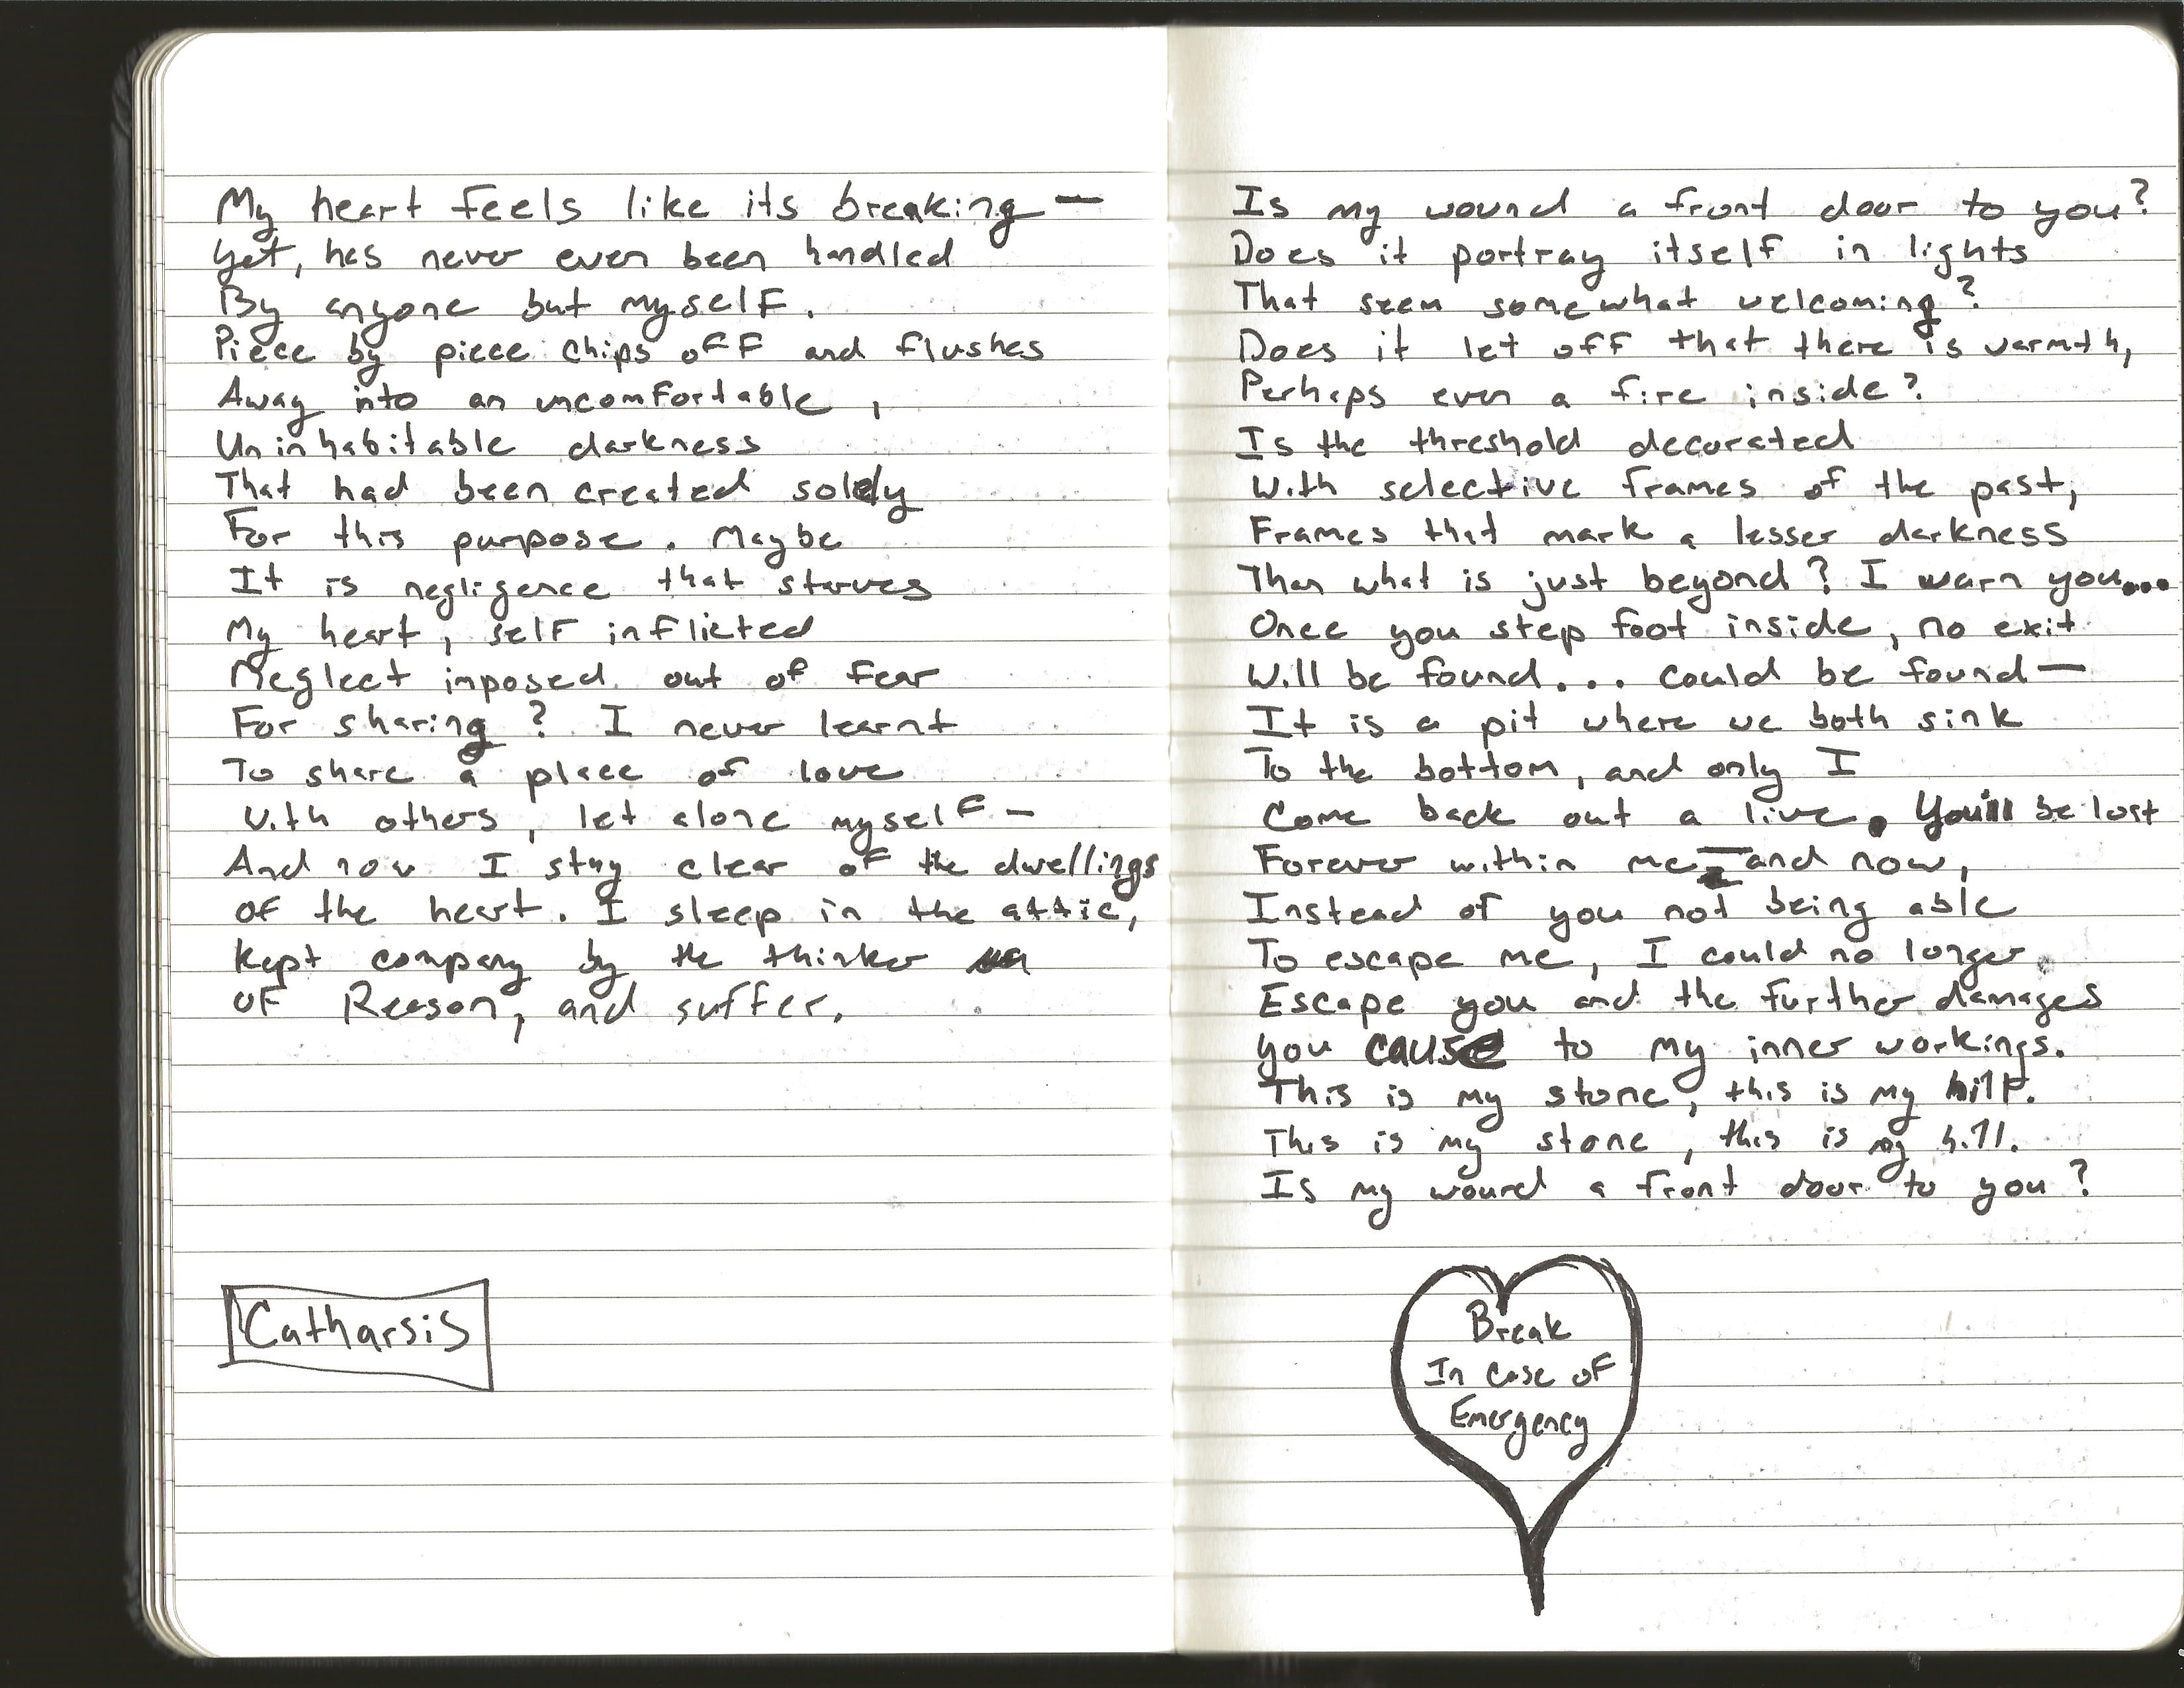 My heart feels like its breaking —
Yet, has never even been handled
By anyone but myself.
Piece by piece chips off and flushes
Away into an uncomfortable,
Uninhabitable darkness
That had been created solely
For this purpose. Maybe
It is negligence that starves
My heart, self inflicted
Neglect imposed out of fear
For sharing? I never learnt
To share a place of love
With others, let alone myself —
And now I stay clear of the dwellings
Of the heart. I sleep in the attic,
Kept company by the thinker
Of Reason, and suffer.
Catharsis
Is my wound a front door to you?
Does it portray itself in lights
That seem somewhat welcoming?
Does it let off that there is warmth,
Perhaps even a fire inside?
Is the threshold decorated
With selective frames of the past,
Frames that mark a lesser darkness
Than what is just beyond? I warn you...
Once you step foot inside, no exit
Will be found... could be found —
It is a pit where we both sink
To the bottom, and only I
Come back out a live. You'll be lost
Forever within me — and now,
Instead of you not being able
To escape me, I could no longer
Escape you and the further damages
you cause to my inner workings.
This is my stone, this is my hilt.
This is my stone, this is my hill.
Is my wound a front door to you?
Break
In Case of
Emergency